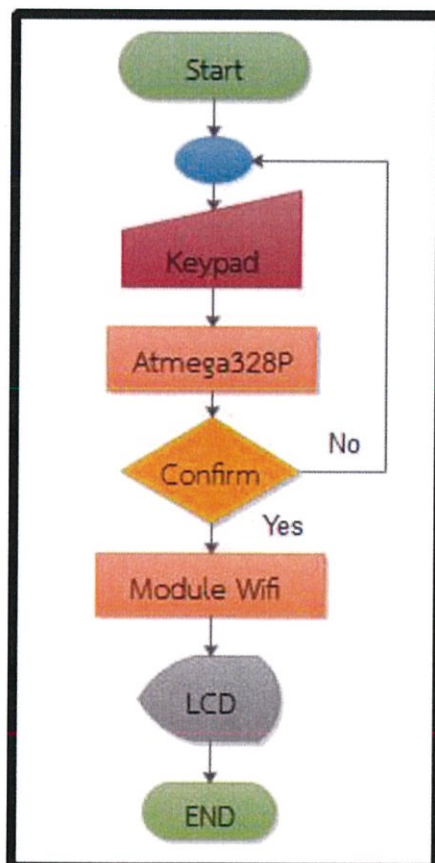 Start
Keypad
Atmega328P
Confirm
No
Yes
Module Wifi
LCD
END